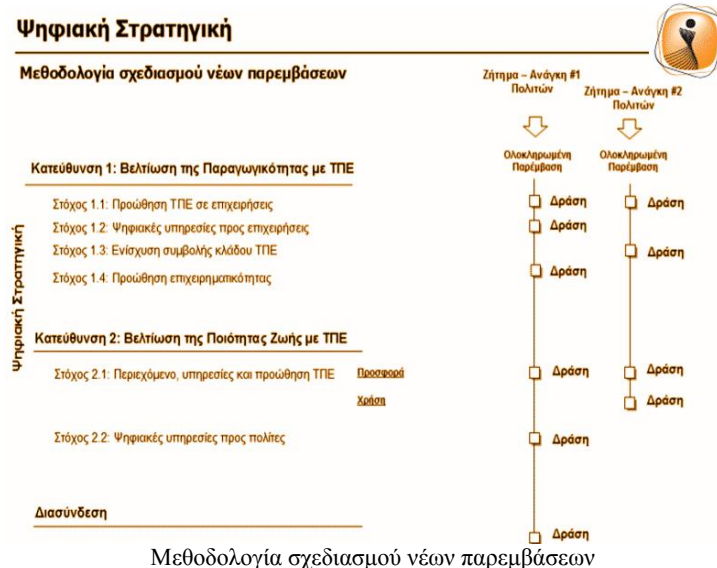 Ψηφιακή Στρατηγική
Μεθοδολογία σχεδιασμού νέων παρεμβάσεων
Ζήτημα – Ανάγκη #1
Πολιτών
Ζήτημα – Ανάγκη #2
Πολιτών
Ολοκληρωμένη
Παρέμβαση
Ολοκληρωμένη
Παρέμβαση
Ψηφιακή Στρατηγική
Κατεύθυνση 1: Βελτίωση της Παραγωγικότητας με ΤΠΕ
Στόχος 1.1: Προώθηση ΤΠΕ σε επιχειρήσεις
Δράση
Δράση
Στόχος 1.2: Ψηφιακές υπηρεσίες προς επιχειρήσεις
Δράση
Στόχος 1.3: Ενίσχυση συμβολής κλάδου ΤΠΕ
Δράση
Στόχος 1.4: Προώθηση επιχειρηματικότητας
Δράση
Κατεύθυνση 2: Βελτίωση της Ποιότητας Ζωής με ΤΠΕ
Στόχος 2.1: Περιεχόμενο, υπηρεσίες και προώθηση ΤΠΕ
Προσφορά
Δράση
Δράση
Χρήση
Δράση
Στόχος 2.2: Ψηφιακές υπηρεσίες προς πολίτες
Δράση
Διασύνδεση
Δράση
Μεθοδολογία σχεδιασμού νέων παρεμβάσεων